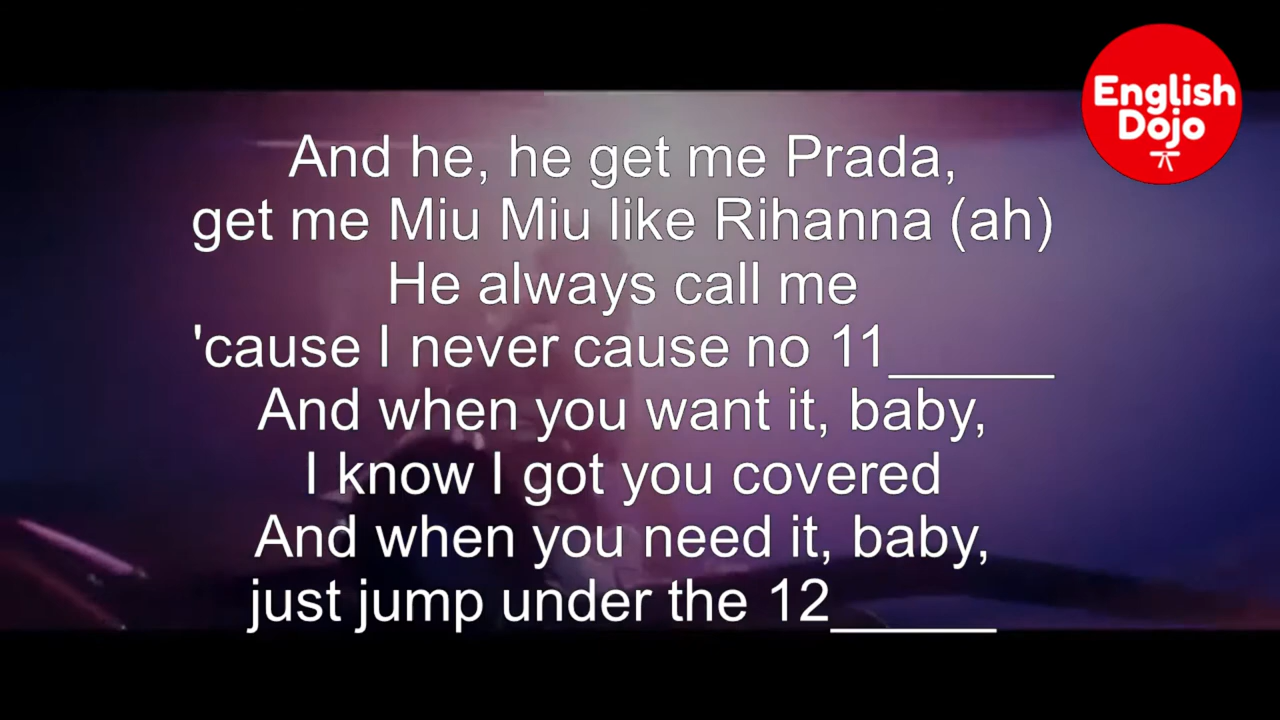 English
Dojo
And he, he get me Prada,
get me Miu Miu like Rihanna (ah)
He always call me
'cause I never cause no 11_____
And when you want it, baby,
I know I got you covered
And when you need it, baby,
just jump under the 12_____